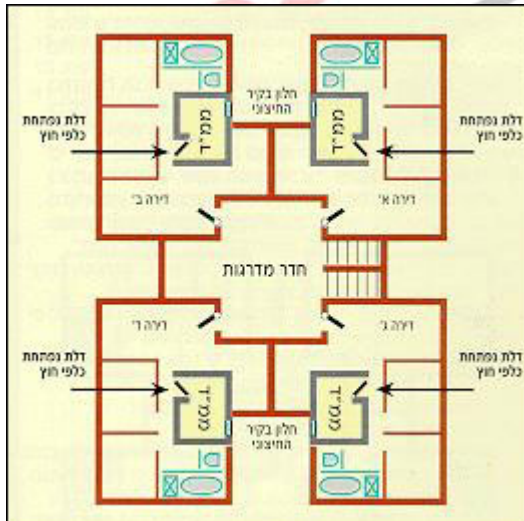 חלון בקיר
החיצוני
דלת נפתחת
כלפי חוץ
ממ"ד
ממ"ד
דלת נפתחת
כלפי חוץ
דירה א'
דירה ב'
חדר מדרגות
דירה ג'
דירה ד'
דלת נפתחת
כלפי חוץ
ממ"ד
ממ"ד
דלת נפתחת
כלפי חוץ
חלון בקיר
החיצוני